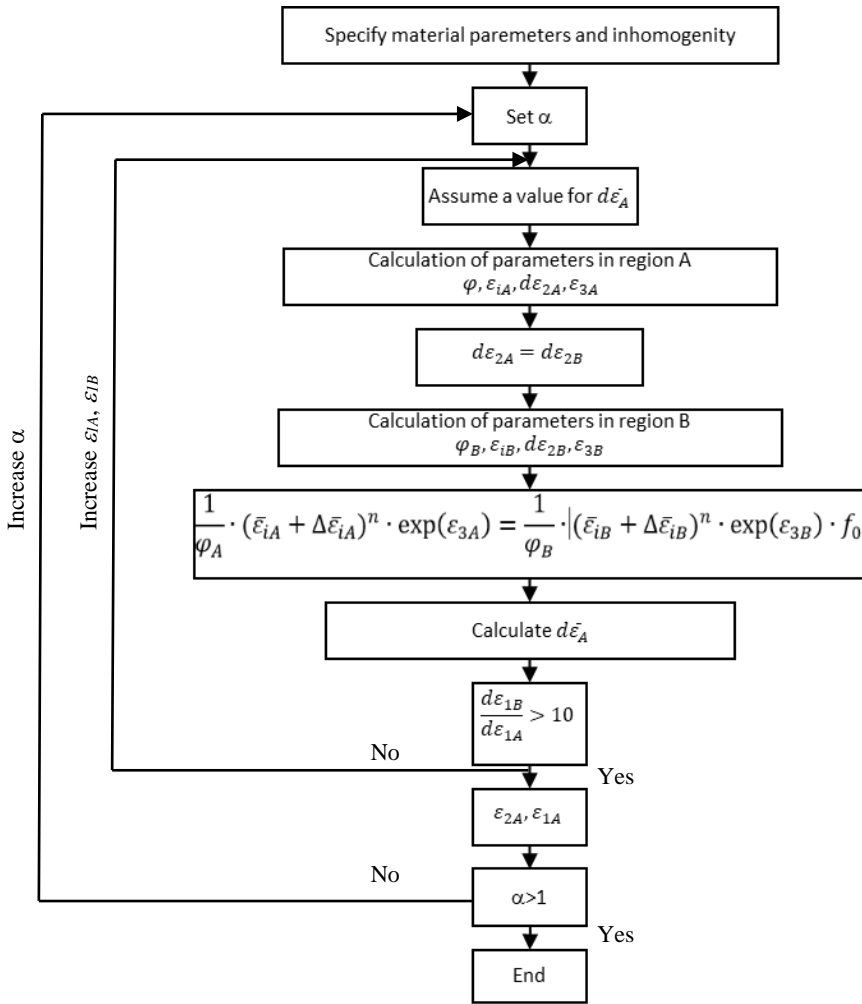 Specify material paremeters and inhomogenity
Set α
Assume a value for dε̄_A
Calculation of parameters in region A
φ, ε_iA, dε_2A, ε_3A
dε_2A = dε_2B
Calculation of parameters in region B
φ_B, ε_iB, dε_2B, ε_3B
1/φ_A · (ε̄_iA + Δε̄_iA)^n · exp(ε_3A) = 1/φ_B · |(ε̄_iB + Δε̄_iB)^n · exp(ε_3B) · f_0
Calculate dε̄_A
dε_1B/dε_1A > 10
No
Yes
ε_2A, ε_1A
No
α>1
Yes
End
Increase α
Increase ε_1A, ε_1B